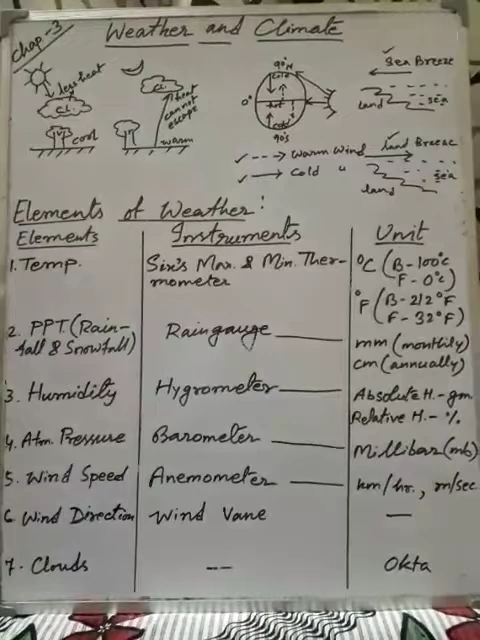 Chap-3
Weather and Climate
less heat
cool
heat
cannot
escape
warm
90°N
cold
0°
90°S
Sea Breeze
land
sea
Warm Wind
Cold "
land Breeze
sea
land
Elements of Weather:
Elements Instruments Unit
1. Temp. Six's Max. & Min. Ther-
mometer
°C (B-100°C
F-0°C)
°F (B-212°F
F-32°F)
2. PPT. (Rain-
fall & Snowfall)
Raingauge
mm (monthly)
cm (annually)
3. Humidity Hygrometer
Absolute H.- gm
Relative H.- %
4. Atm. Pressure Barometer Millibar (mb)
5. Wind Speed Anemometer km/hr., m/sec
6. Wind Direction Wind Vane —
7. Clouds -- Okta